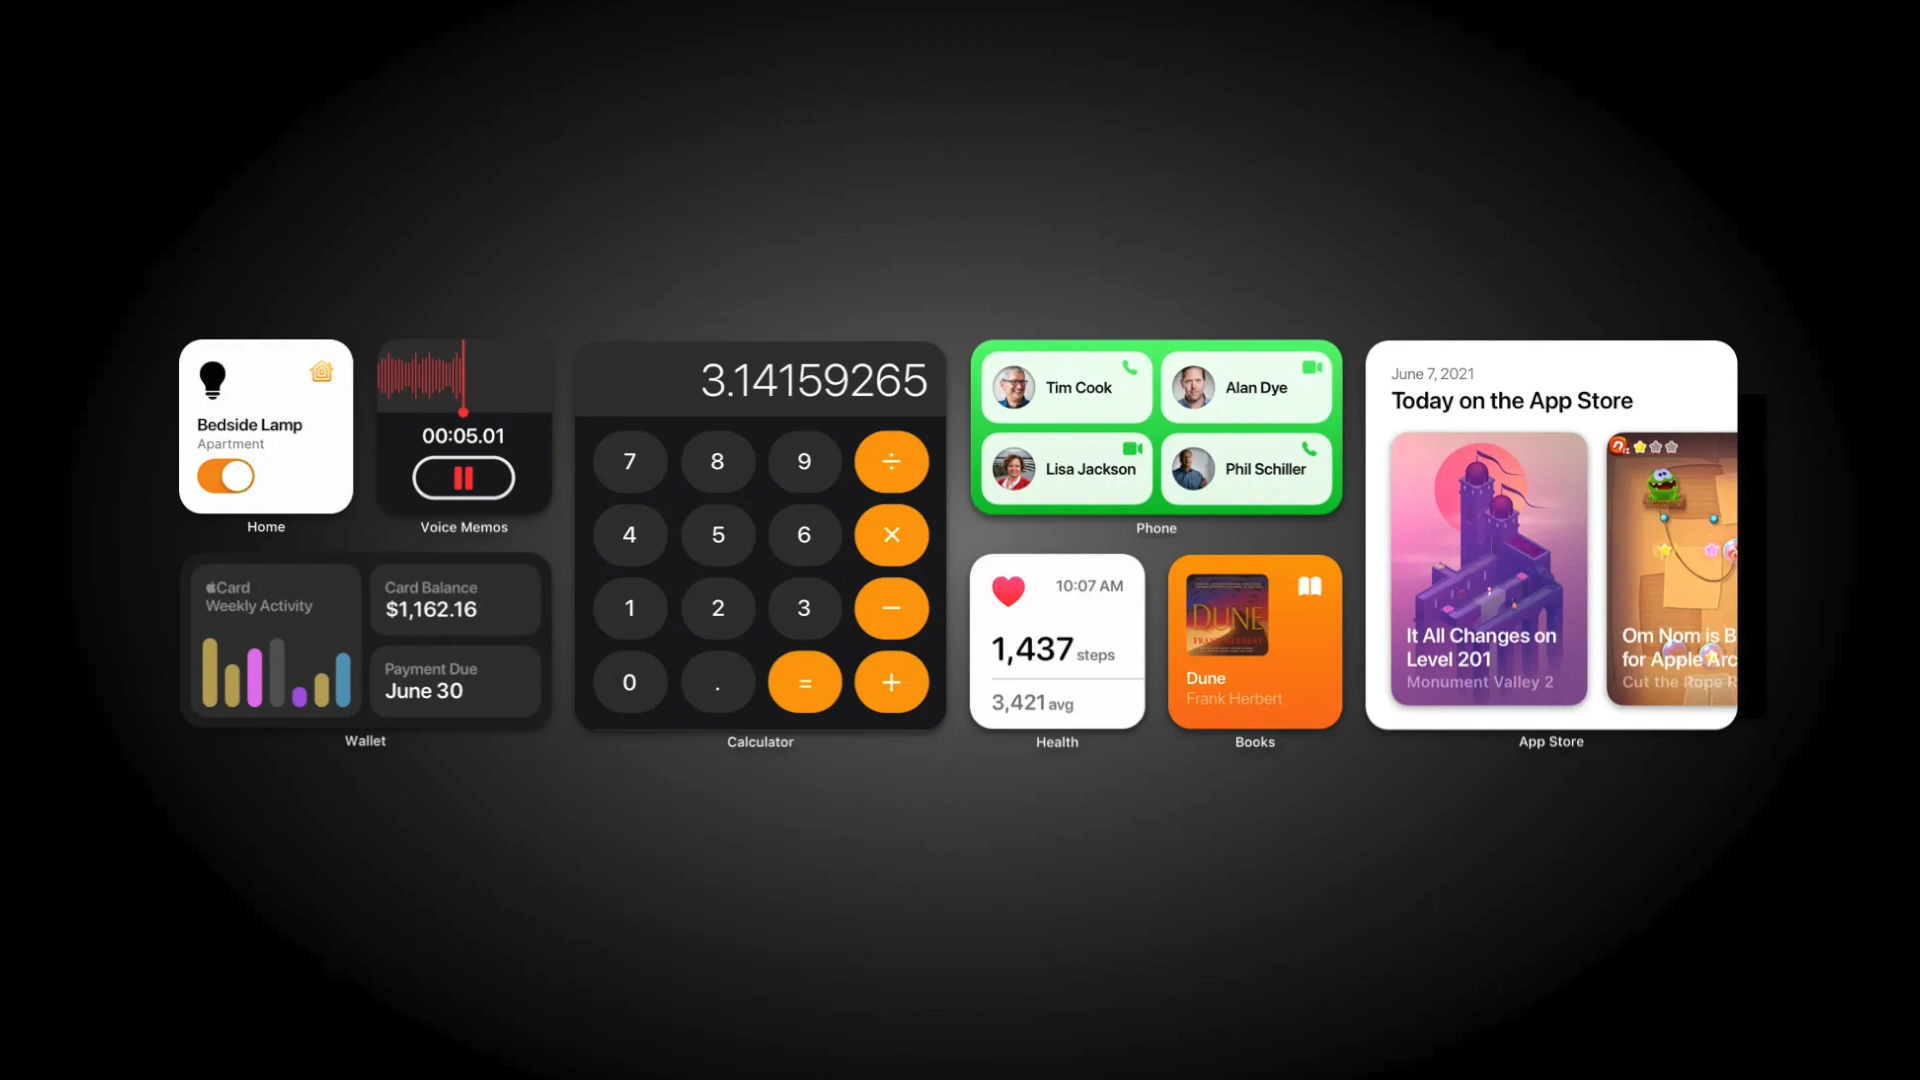 Bedside Lamp
Apartment
Home
00:05.01
Voice Memos
Card
Weekly Activity
Card Balance
$1,162.16
Payment Due
June 30
Wallet
3.14159265
7 8 9 ÷
4 5 6 ×
1 2 3 −
0 . = +
Calculator
Tim Cook
Alan Dye
Lisa Jackson
Phil Schiller
Phone
10:07 AM
1,437 steps
3,421 avg
Health
DUNE
FRANK HERBERT
Dune
Frank Herbert
Books
June 7, 2021
Today on the App Store
It All Changes on
Level 201
Monument Valley 2
Om Nom is B
for Apple Arc
Cut the Rope R
App Store